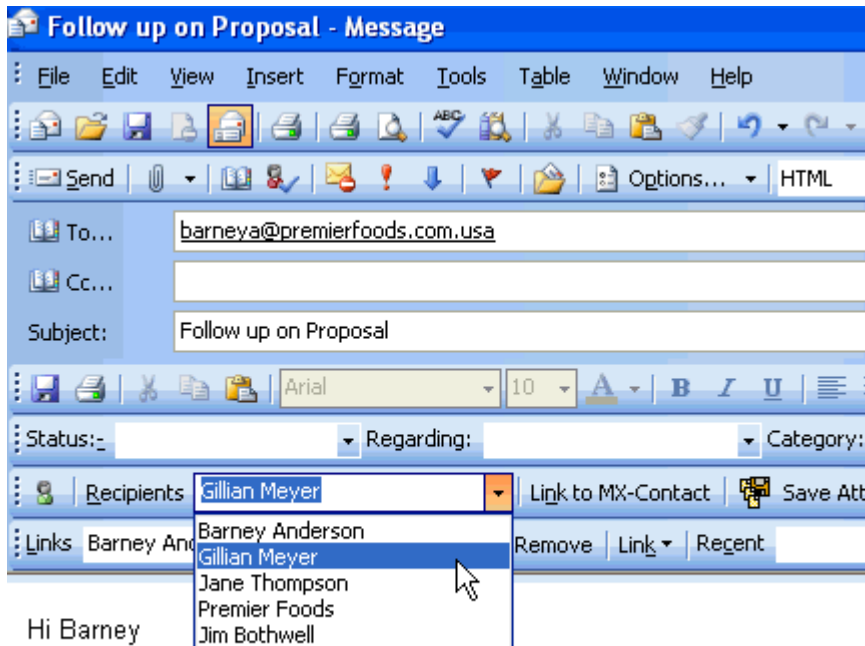 Follow up on Proposal - Message
File Edit View Insert Format Tools Table Window Help
ABC
Send Options... HTML
To... barneya@premierfoods.com.usa
Cc...
Subject: Follow up on Proposal
Arial 10 A B I U
Status:- Regarding: Category:
Recipients Gillian Meyer Link to MX-Contact Save Att
Links Barney And Remove Link Recent
Barney Anderson
Gillian Meyer
Jane Thompson
Premier Foods
Jim Bothwell
Hi Barney